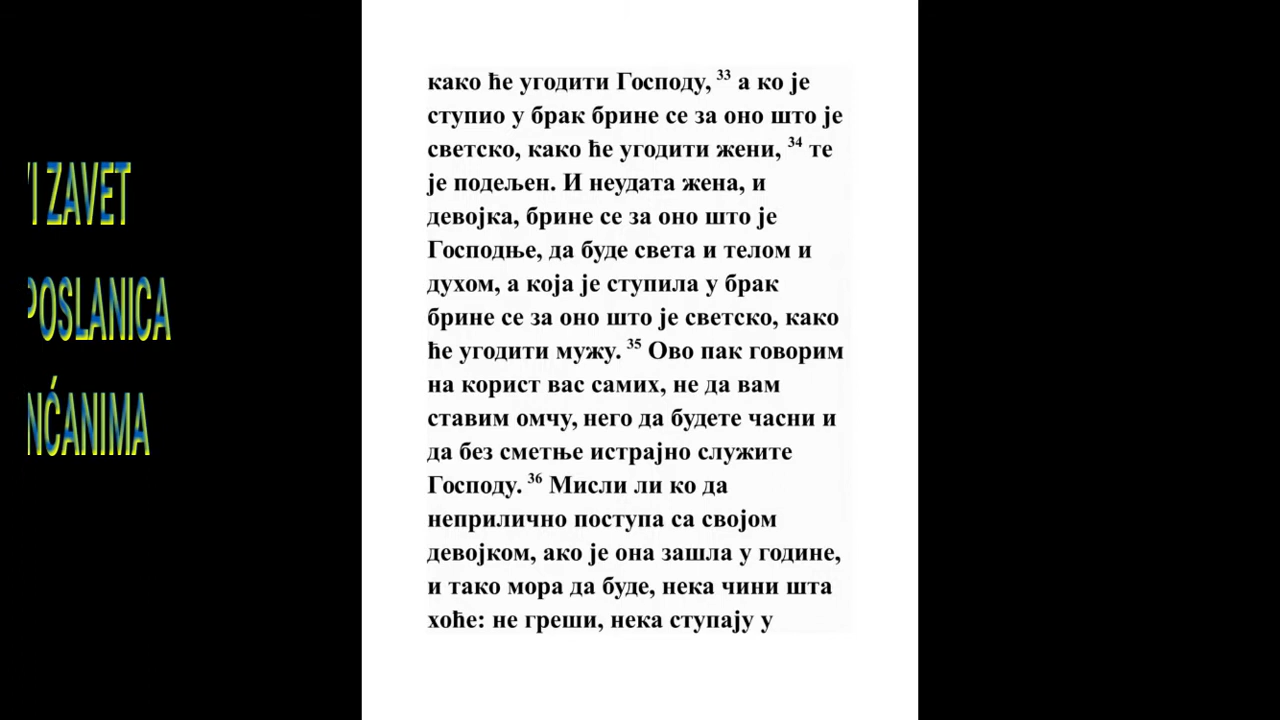 I ZAVET
POSLANICA
NĆANIMA
како ће угодити Господу, 33 а ко је
ступио у брак брине се за оно што је
светско, како ће угодити жени, 34 те
је подељен. И неудата жена, и
девојка, брине се за оно што је
Господње, да буде света и телом и
духом, а која је ступила у брак
брине се за оно што је светско, како
ће угодити мужу. 35 Ово пак говорим
на корист вас самих, не да вам
ставим омчу, него да будете часни и
да без сметње истрајно служите
Господу. 36 Мисли ли ко да
неприлично поступа са својом
девојком, ако је она зашла у године,
и тако мора да буде, нека чини шта
хоће: не греши, нека ступају у